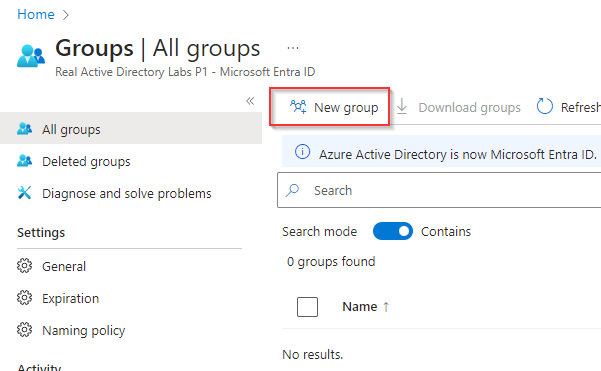 Home >
Groups | All groups ...
Real Active Directory Labs P1 - Microsoft Entra ID
«
All groups
Deleted groups
Diagnose and solve problems
Settings
General
Expiration
Naming policy
New group
Download groups
Refresh
Azure Active Directory is now Microsoft Entra ID.
Search
Search mode
Contains
0 groups found
Name ↑
No results.